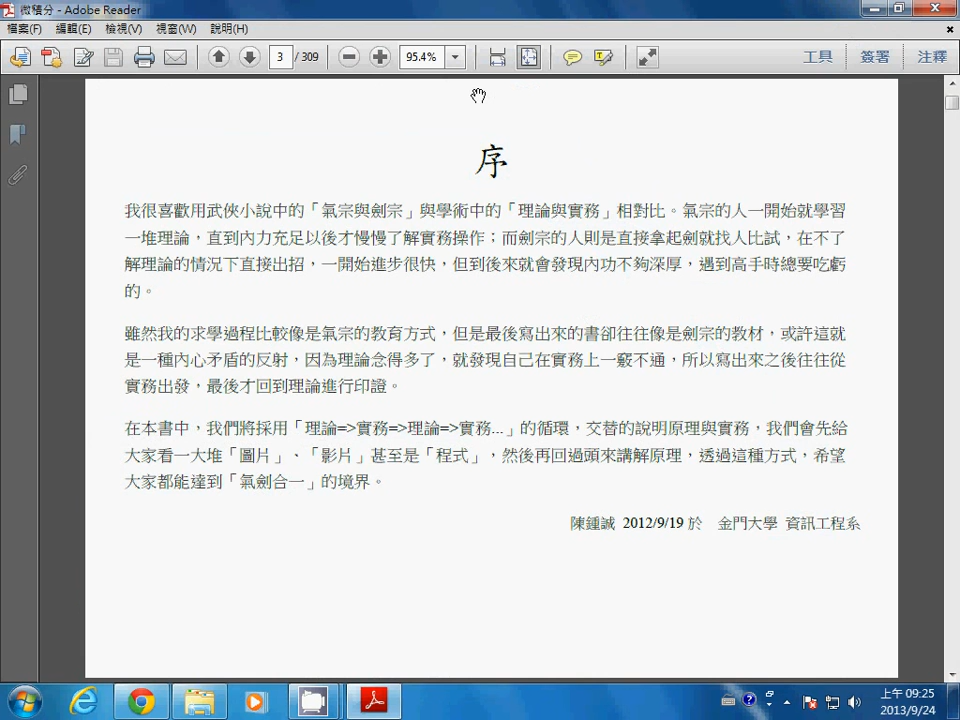 微積分 - Adobe Reader
檔案(F) 編輯(E) 檢視(V) 視窗(W) 說明(H)
3 / 309 95.4% 工具 簽署 注釋
序
我很喜歡用武俠小說中的「氣宗與劍宗」與學術中的「理論與實務」相對比。氣宗的人一開始就學習
一堆理論，直到內力充足以後才慢慢了解實務操作；而劍宗的人則是直接拿起劍就找人比試，在不了
解理論的情況下直接出招，一開始進步很快，但到後來就會發現內功不夠深厚，遇到高手時總要吃虧
的。
雖然我的求學過程比較像是氣宗的教育方式，但是最後寫出來的書卻往往像是劍宗的教材，或許這就
是一種內心矛盾的反射，因為理論念得多了，就發現自己在實務上一竅不通，所以寫出來之後往往從
實務出發，最後才回到理論進行印證。
在本書中，我們將採用「理論=>實務=>理論=>實務...」的循環，交替的說明原理與實務，我們會先給
大家看一大堆「圖片」、「影片」甚至是「程式」，然後再回過頭來講解原理，透過這種方式，希望
大家都能達到「氣劍合一」的境界。
陳鍾誠 2012/9/19 於 金門大學 資訊工程系
上午 09:25
2013/9/24